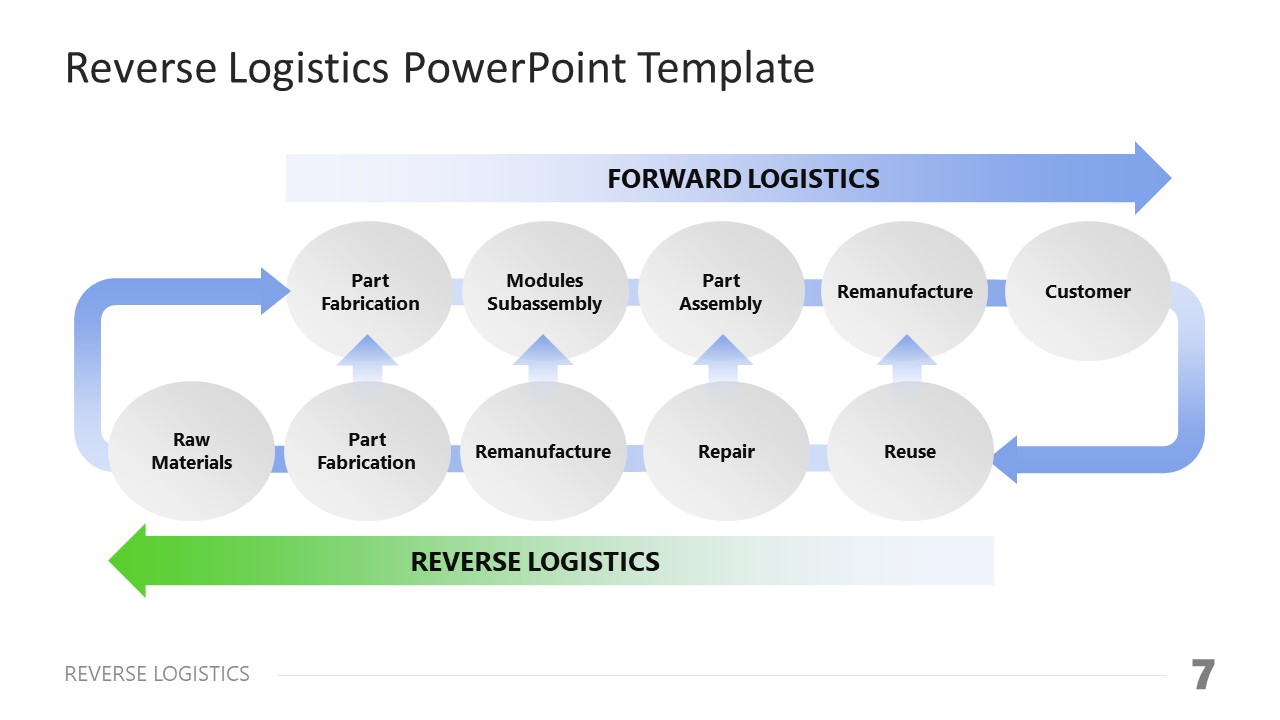 Reverse Logistics PowerPoint Template
FORWARD LOGISTICS
Part
Fabrication
Modules
Subassembly
Part
Assembly
Remanufacture
Customer
Raw
Materials
Part
Fabrication
Remanufacture
Repair
Reuse
REVERSE LOGISTICS
REVERSE LOGISTICS
7